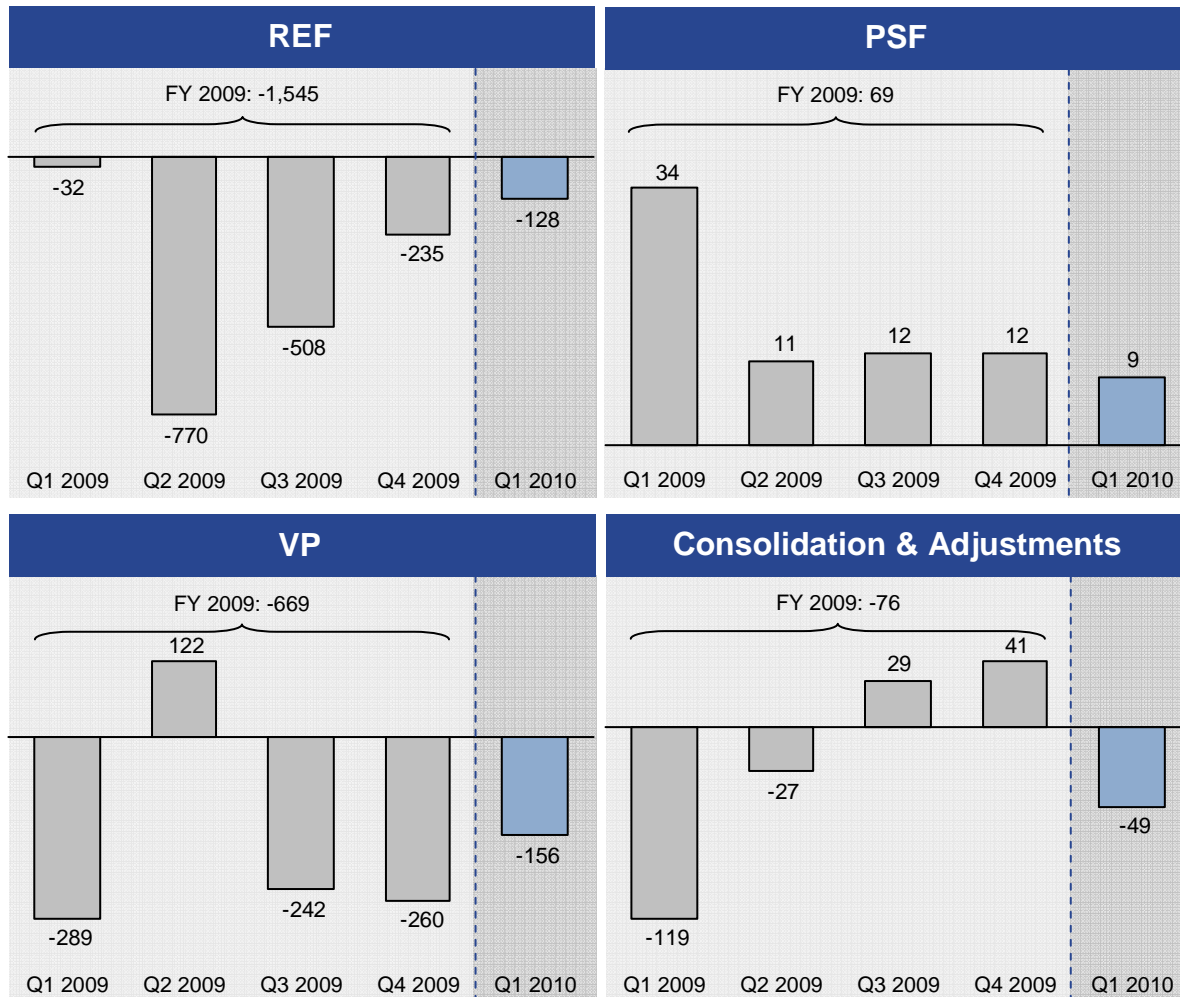 REF
FY 2009: -1,545
-32
-770
-508
-235
-128
Q1 2009 Q2 2009 Q3 2009 Q4 2009 Q1 2010
PSF
FY 2009: 69
34
11
12
12
9
Q1 2009 Q2 2009 Q3 2009 Q4 2009 Q1 2010
VP
FY 2009: -669
122
-289
-242
-260
-156
Q1 2009 Q2 2009 Q3 2009 Q4 2009 Q1 2010
Consolidation & Adjustments
FY 2009: -76
-119
-27
29
41
-49
Q1 2009 Q2 2009 Q3 2009 Q4 2009 Q1 2010